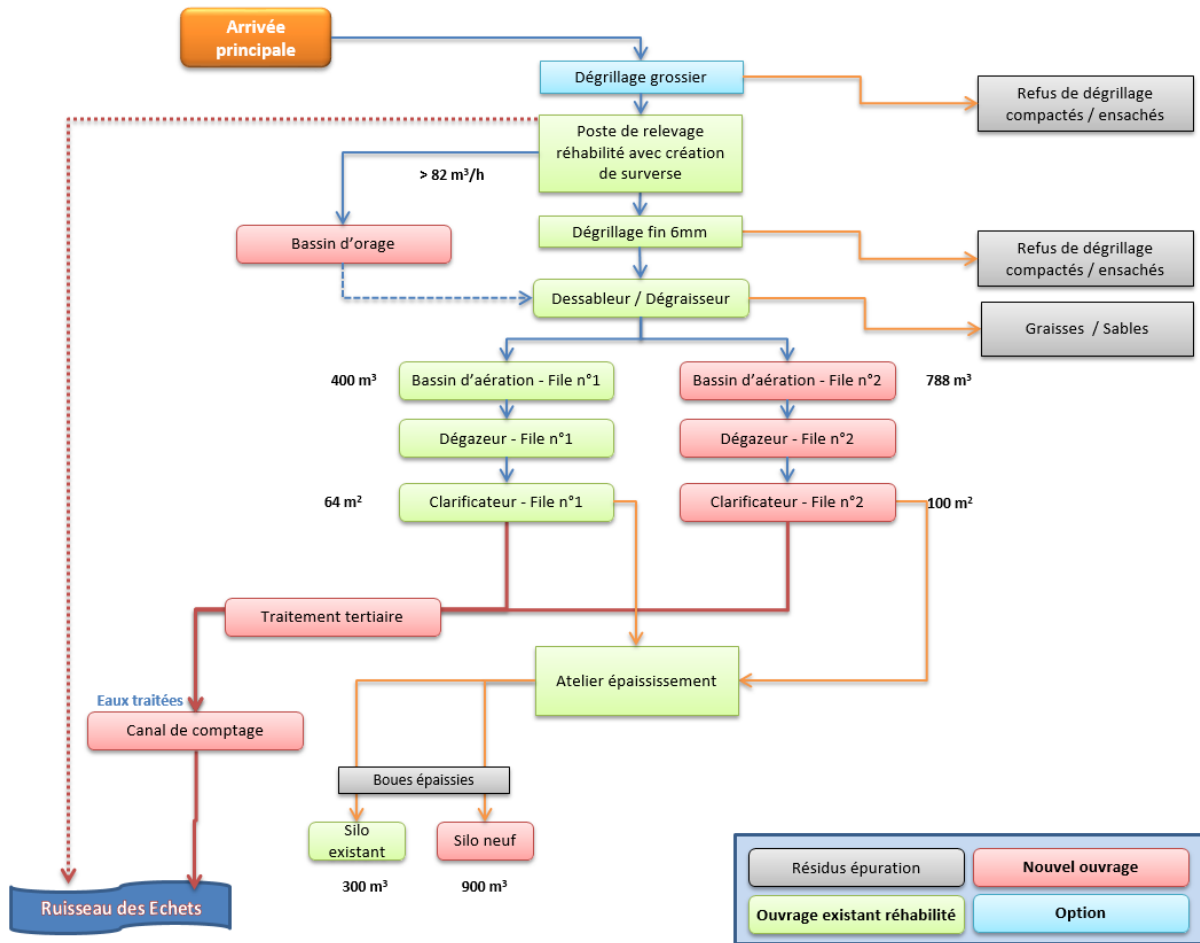 Arrivée
principale
Dégrillage grossier
Refus de dégrillage
compactés / ensachés
Poste de relevage
réhabilité avec création
de surverse
> 82 m³/h
Bassin d'orage
Dégrillage fin 6mm
Refus de dégrillage
compactés / ensachés
Dessableur / Dégraisseur
Graisses / Sables
400 m³
Bassin d'aération - File n°1
Bassin d'aération - File n°2
788 m³
Dégazeur - File n°1
Dégazeur - File n°2
64 m²
Clarificateur - File n°1
Clarificateur - File n°2
100 m²
Traitement tertiaire
Atelier épaississement
Eaux traitées
Canal de comptage
Boues épaissies
Silo
existant
Silo neuf
300 m³
900 m³
Ruisseau des Echets
Résidus épuration
Nouvel ouvrage
Ouvrage existant réhabilité
Option